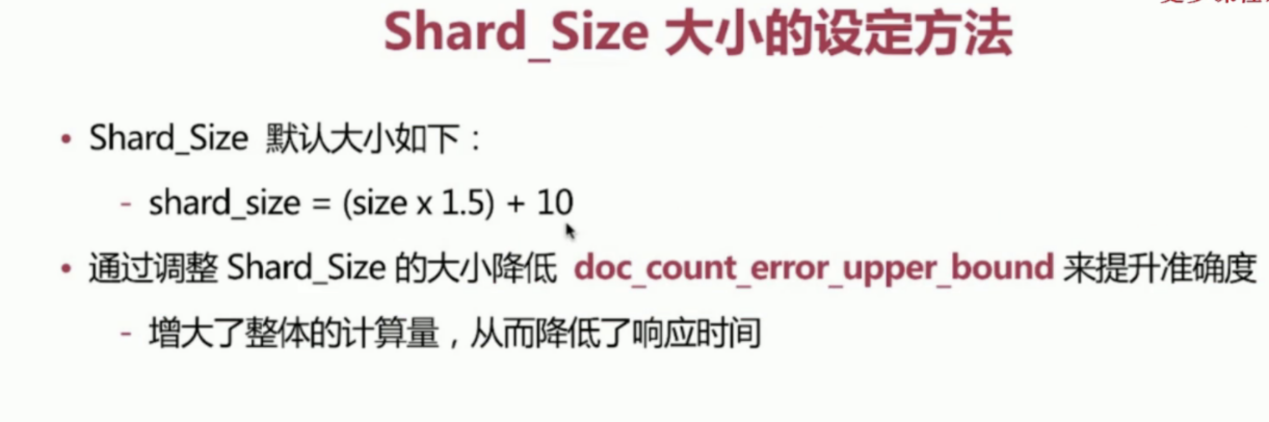 Shard_Size 大小的设定方法
• Shard_Size 默认大小如下：
- shard_size = (size x 1.5) + 10
• 通过调整 Shard_Size 的大小降低 doc_count_error_upper_bound 来提升准确度
- 增大了整体的计算量，从而降低了响应时间